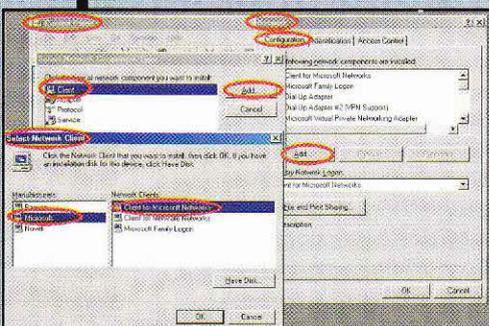 Configuration
Identification
Access Control
following network components are installed:
Client for Microsoft Networks
Microsoft Family Logon
Dial-Up Adapter
Dial-Up Adapter #2 (VPN Support)
Microsoft Virtual Private Networking Adapter
Add...
network component you want to install:
Client
Adapter
Protocol
Service
Add...
Cancel
Network Logon:
Client for Microsoft Networks
File and Print Sharing...
OK
Cancel
Select Network Client
Click the Network Client that you want to install, then click OK. If you have
an installation disk for this device, click Have Disk.
Manufacturers:
Microsoft
Novell
Network Clients:
Client for Microsoft Networks
Client for NetWare Networks
Microsoft Family Logon
Have Disk...
OK
Cancel